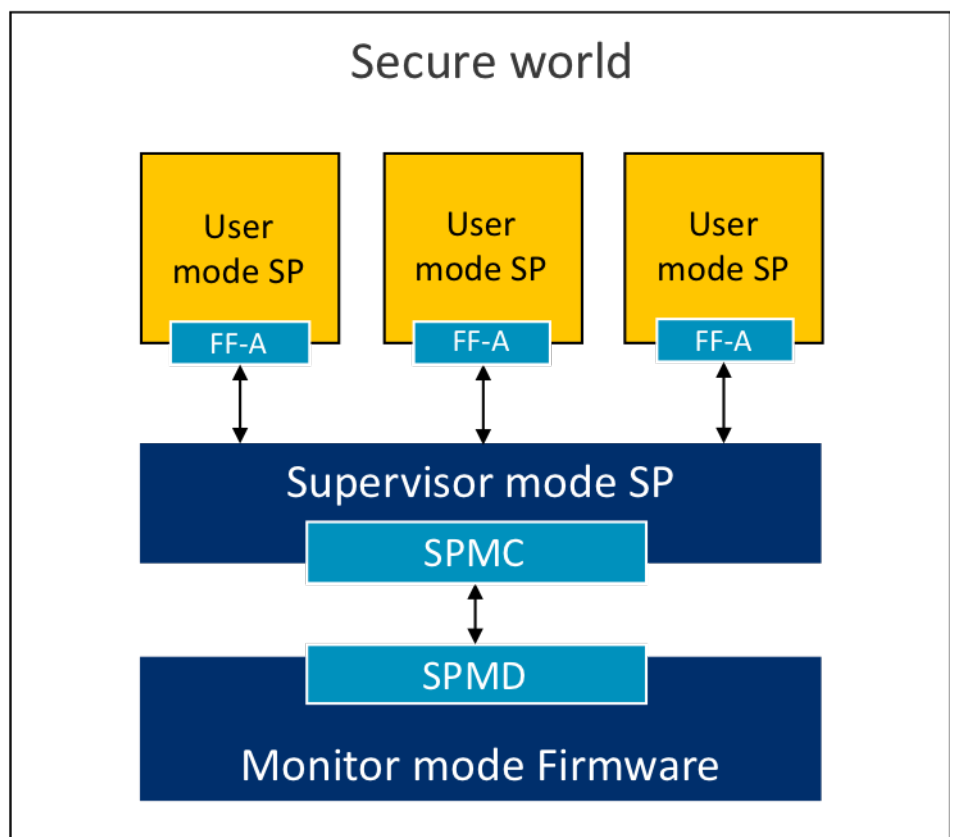 Secure world
User
mode SP
User
mode SP
User
mode SP
FF-A
FF-A
FF-A
Supervisor mode SP
SPMC
SPMD
Monitor mode Firmware